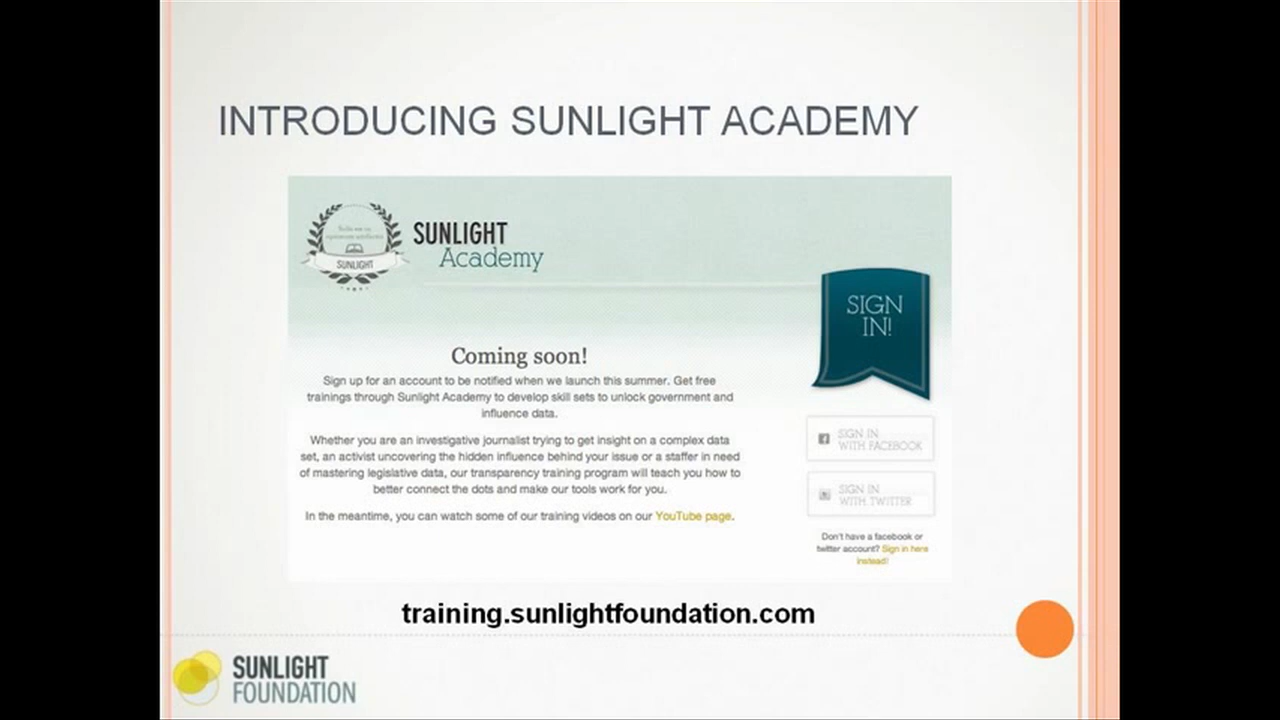 INTRODUCING SUNLIGHT ACADEMY
SUNLIGHT
SUNLIGHT
Academy
SIGN
IN!
Coming soon!
Sign up for an account to be notified when we launch this summer. Get free
trainings through Sunlight Academy to develop skill sets to unlock government and
influence data.
Whether you are an investigative journalist trying to get insight on a complex data
set, an activist uncovering the hidden influence behind your issue or a staffer in need
of mastering legislative data, our transparency training program will teach you how to
better connect the dots and make our tools work for you.
In the meantime, you can watch some of our training videos on our YouTube page.
SIGN IN
WITH FACEBOOK
SIGN IN
WITH TWITTER
Don't have a facebook or
twitter account? Sign in here
instead!
training.sunlightfoundation.com
SUNLIGHT
FOUNDATION